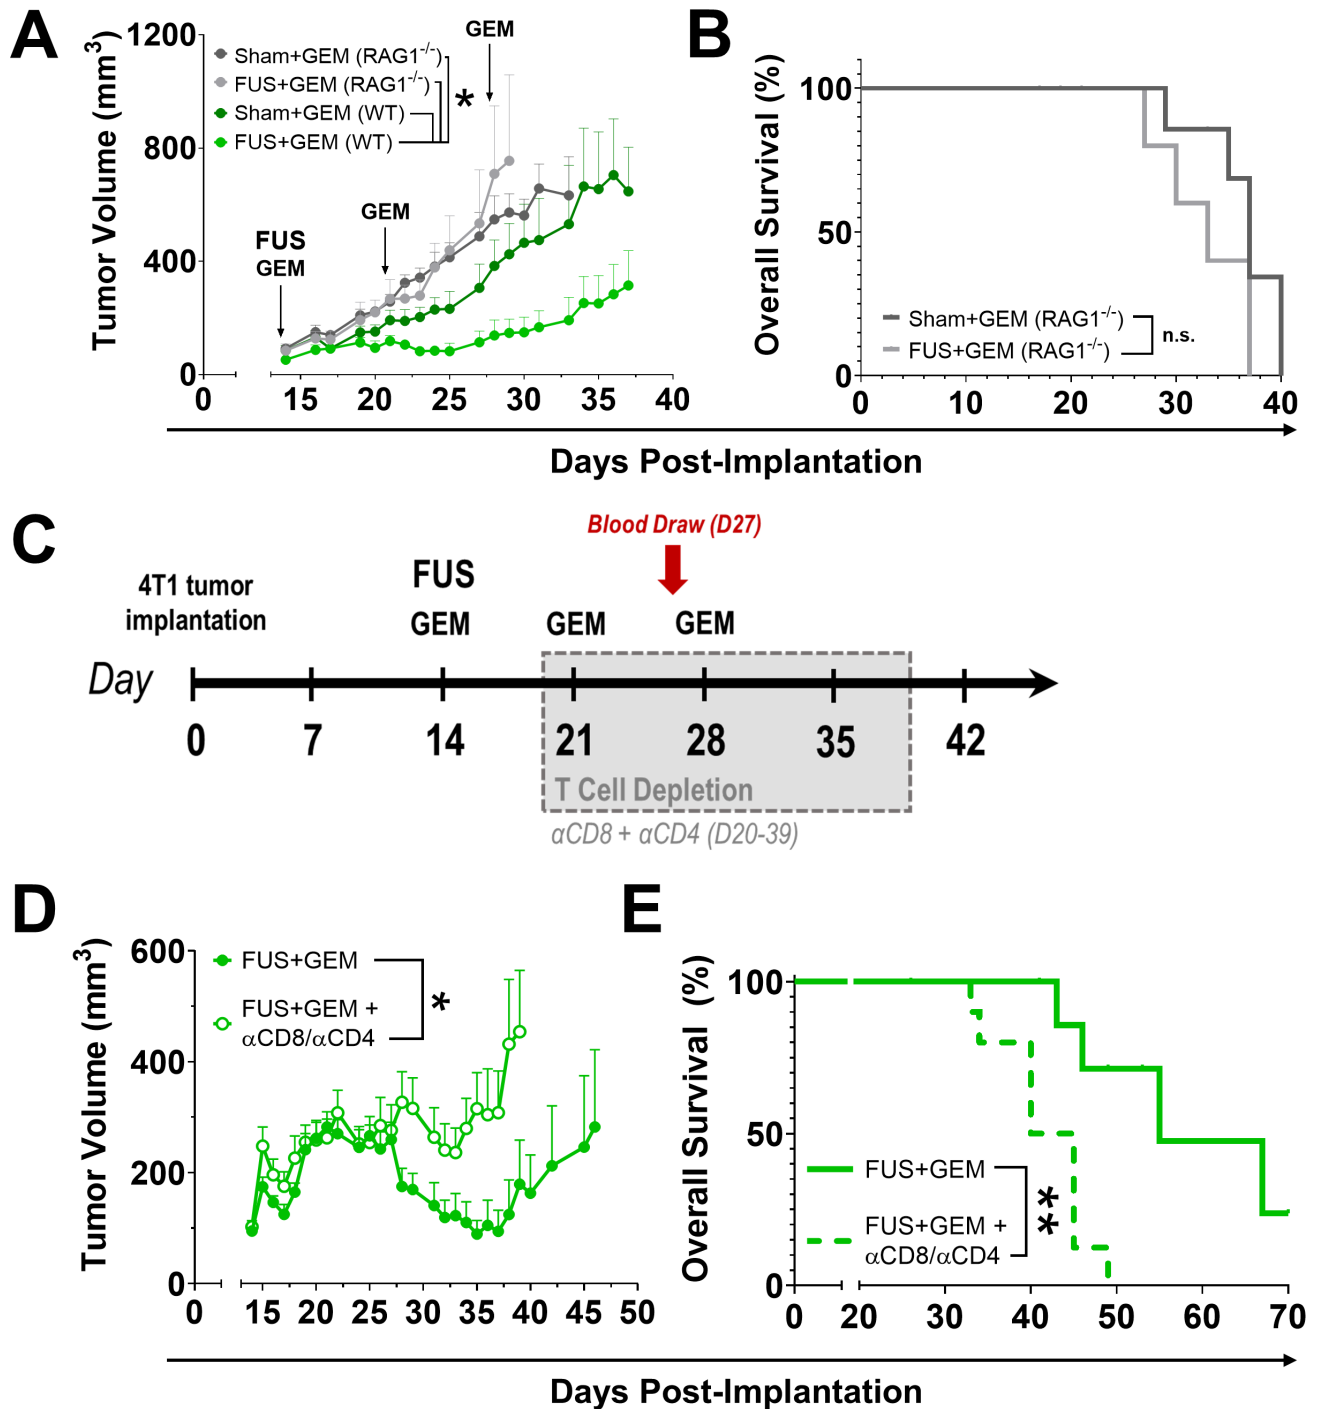 A
Tumor Volume (mm³)
1200
800
400
0
Sham+GEM (RAG1⁻/⁻)
FUS+GEM (RAG1⁻/⁻)
Sham+GEM (WT)
FUS+GEM (WT)
*
FUS
GEM
GEM
GEM
0 15 20 25 30 35 40
B
Overall Survival (%)
100
50
0
Sham+GEM (RAG1⁻/⁻)
FUS+GEM (RAG1⁻/⁻)
n.s.
0 10 20 30 40
Days Post-Implantation
C
Blood Draw (D27)
4T1 tumor
implantation
FUS
GEM GEM GEM
Day
0 7 14 21 28 35 42
T Cell Depletion
αCD8 + αCD4 (D20-39)
D
Tumor Volume (mm³)
600
400
200
0
FUS+GEM
FUS+GEM +
αCD8/αCD4
*
0 15 20 25 30 35 40 45 50
E
Overall Survival (%)
100
50
0
FUS+GEM
FUS+GEM +
αCD8/αCD4
**
0 20 30 40 50 60 70
Days Post-Implantation